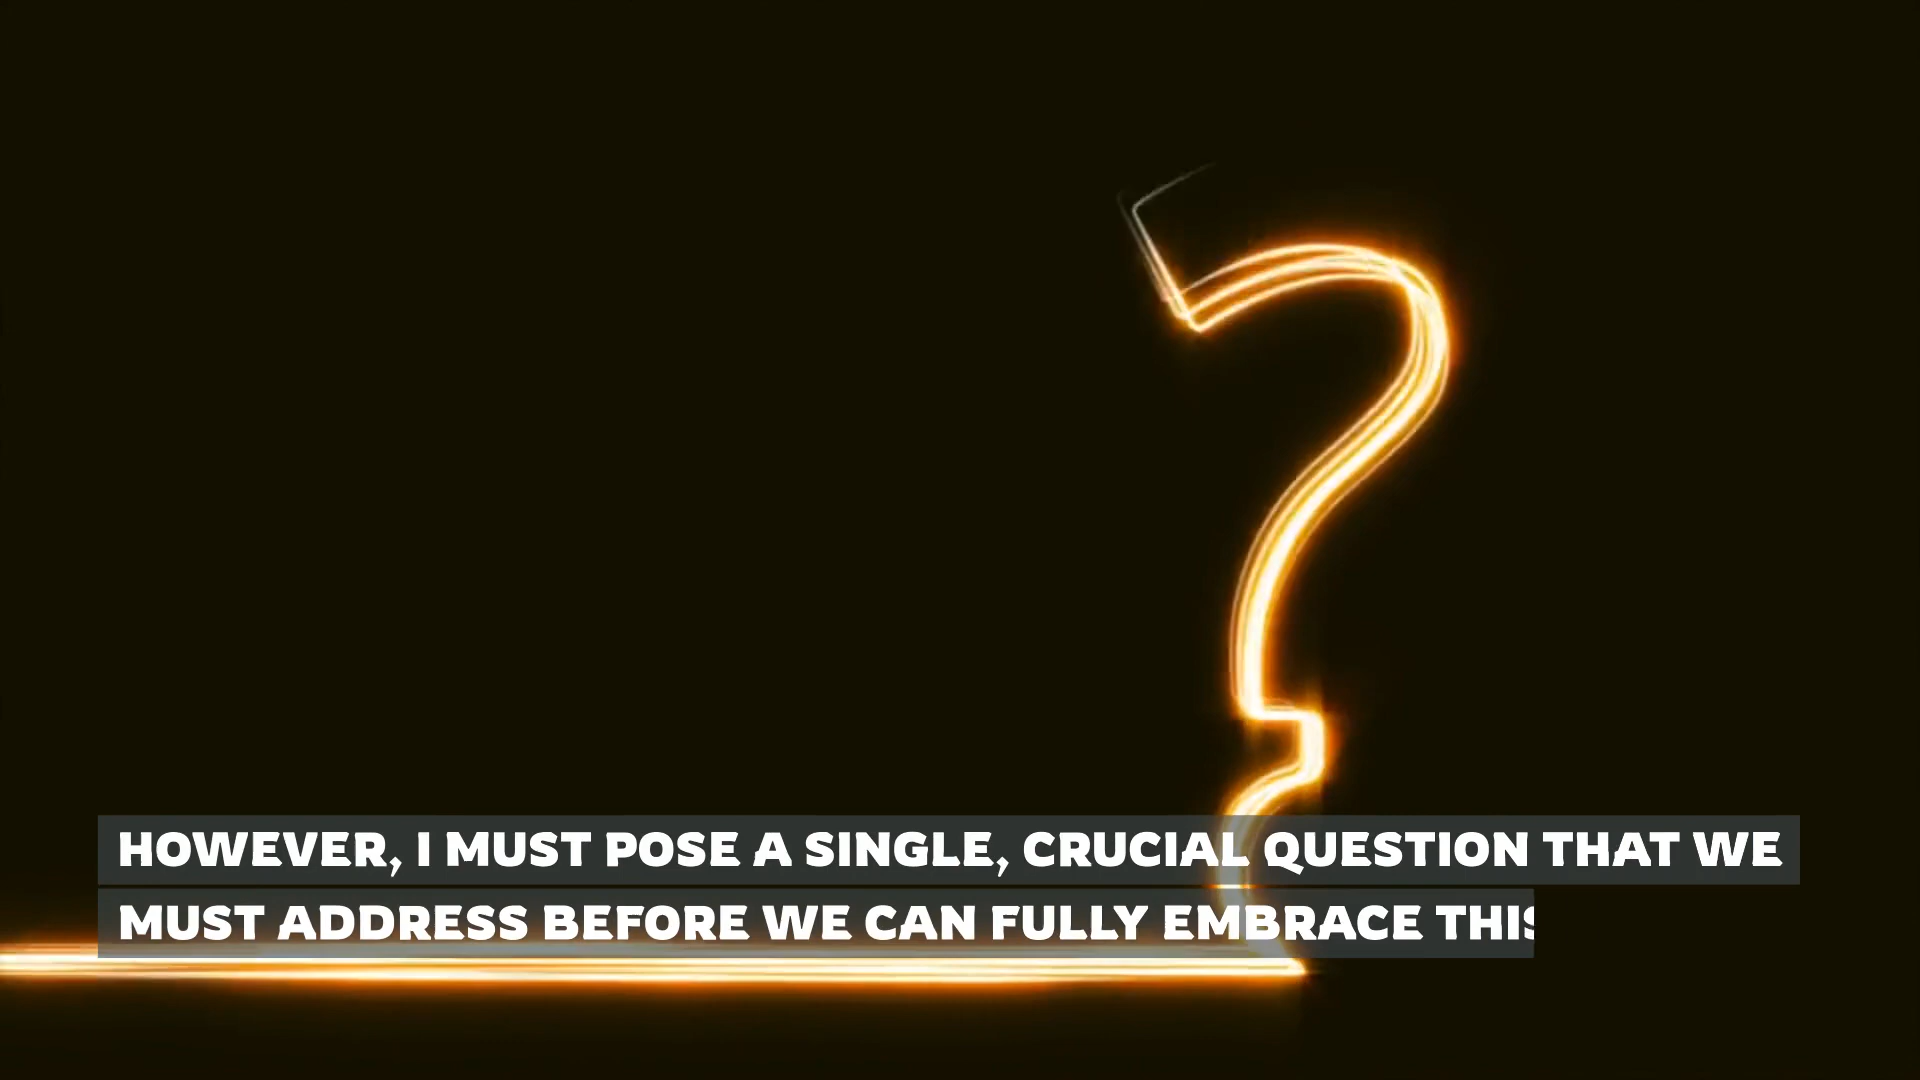 HOWEVER, I MUST POSE A SINGLE, CRUCIAL QUESTION THAT WE
MUST ADDRESS BEFORE WE CAN FULLY EMBRACE THIS